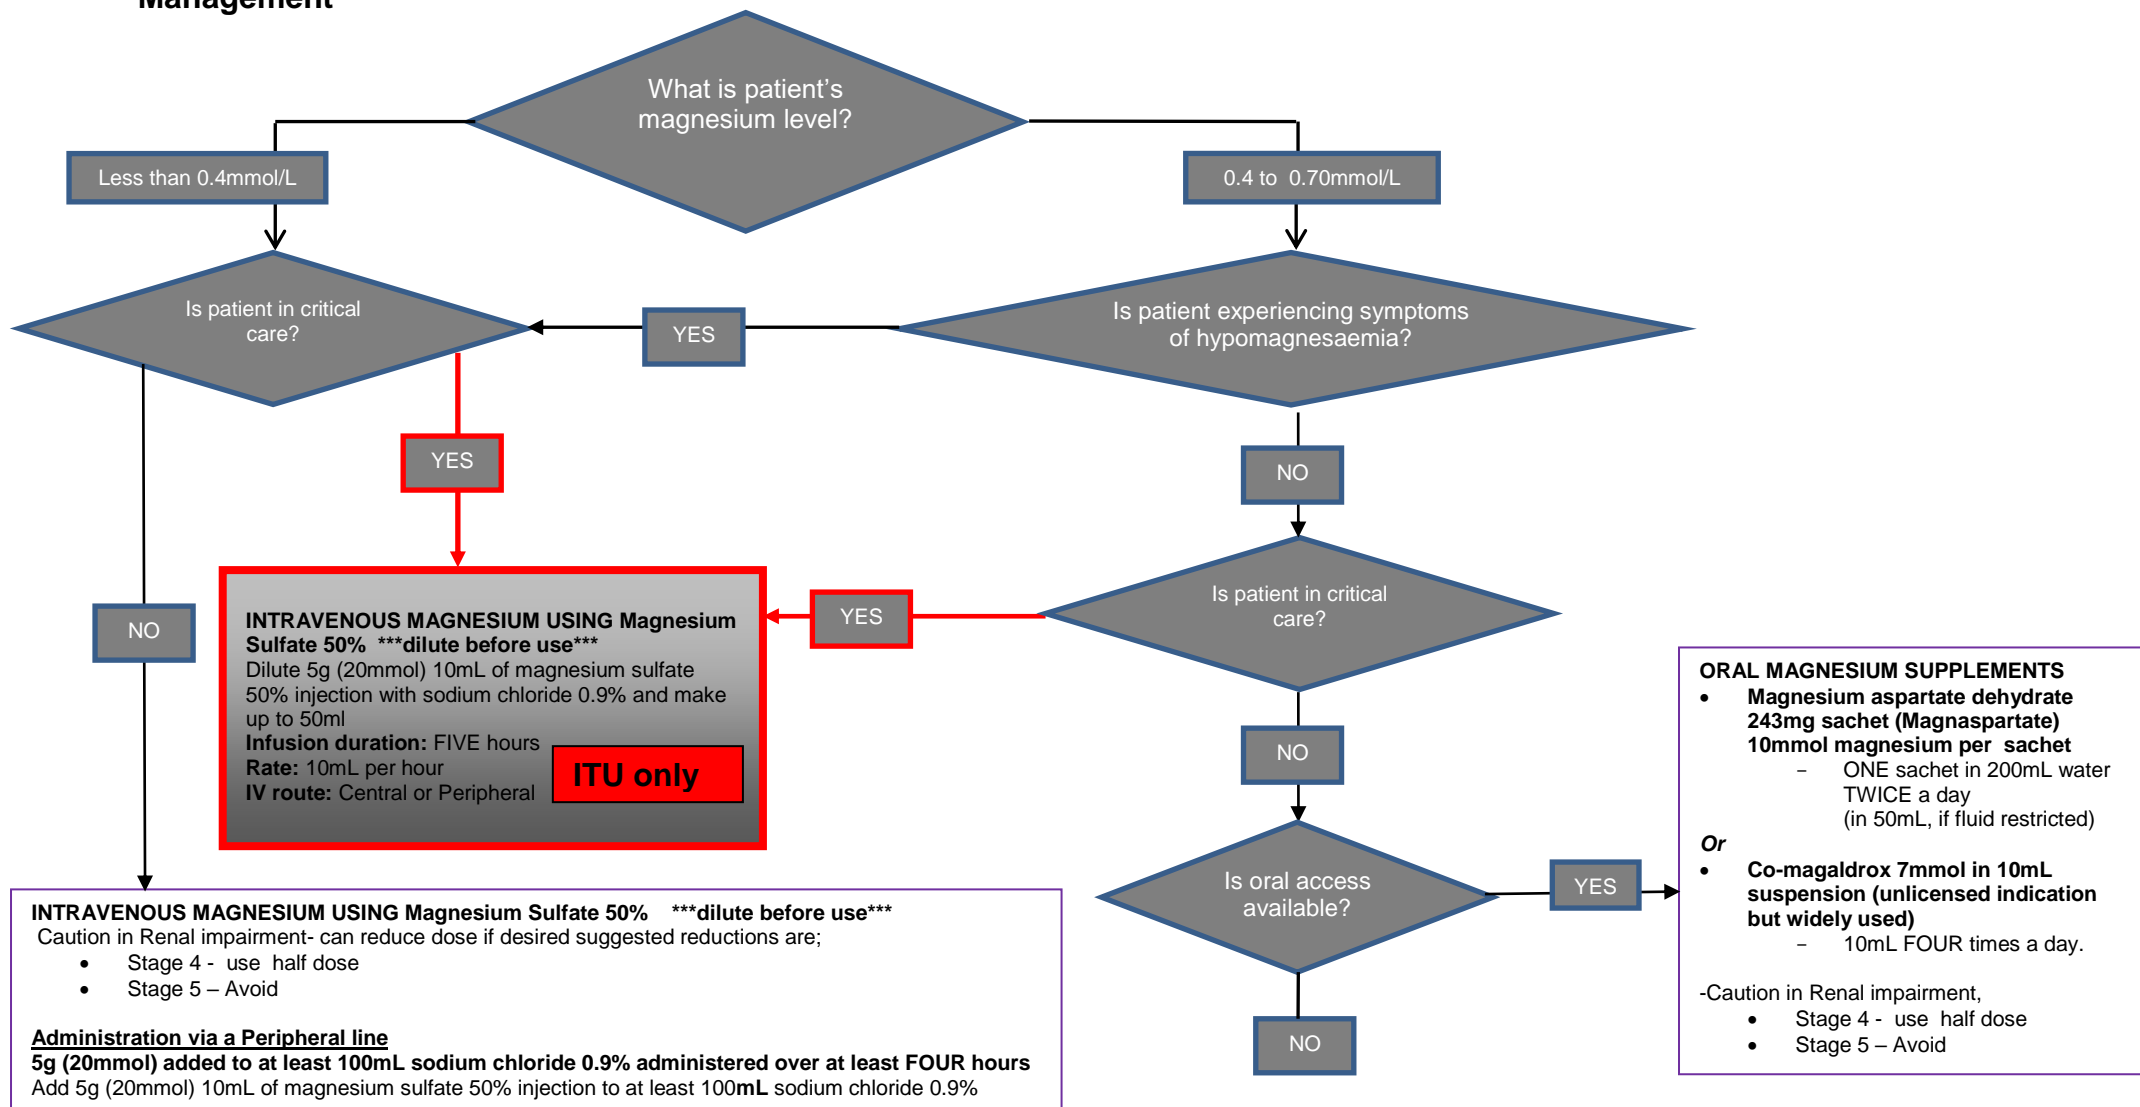 Management
What is patient's
magnesium level?
Less than 0.4mmol/L
0.4 to 0.70mmol/L
Is patient in critical
care?
YES
Is patient experiencing symptoms
of hypomagnesaemia?
YES
NO
NO
INTRAVENOUS MAGNESIUM USING Magnesium
Sulfate 50% ***dilute before use***
Dilute 5g (20mmol) 10mL of magnesium sulfate
50% injection with sodium chloride 0.9% and make
up to 50ml
Infusion duration: FIVE hours
Rate: 10mL per hour
IV route: Central or Peripheral
ITU only
YES
Is patient in critical
care?
NO
Is oral access
available?
YES
NO
ORAL MAGNESIUM SUPPLEMENTS
• Magnesium aspartate dehydrate
243mg sachet (Magnaspartate)
10mmol magnesium per sachet
- ONE sachet in 200mL water
TWICE a day
(in 50mL, if fluid restricted)
Or
• Co-magaldrox 7mmol in 10mL
suspension (unlicensed indication
but widely used)
- 10mL FOUR times a day.
-Caution in Renal impairment,
• Stage 4 - use half dose
• Stage 5 – Avoid
INTRAVENOUS MAGNESIUM USING Magnesium Sulfate 50% ***dilute before use***
Caution in Renal impairment- can reduce dose if desired suggested reductions are;
• Stage 4 - use half dose
• Stage 5 – Avoid
Administration via a Peripheral line
5g (20mmol) added to at least 100mL sodium chloride 0.9% administered over at least FOUR hours
Add 5g (20mmol) 10mL of magnesium sulfate 50% injection to at least 100mL sodium chloride 0.9%